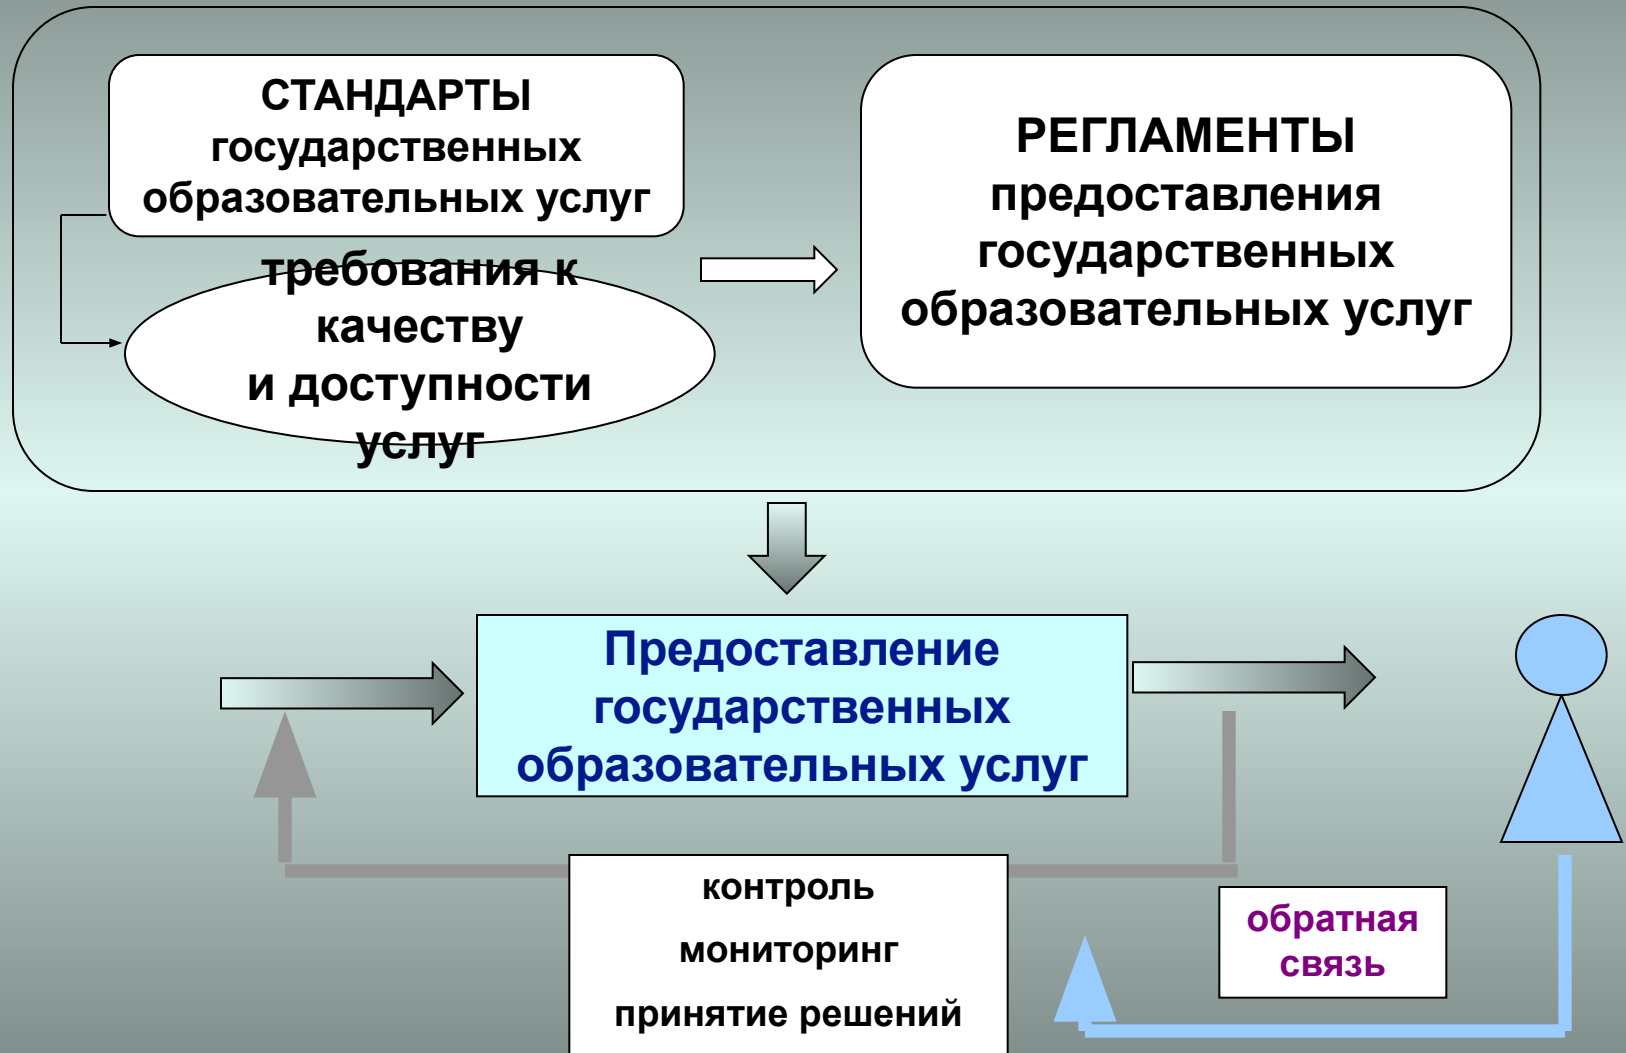 СТАНДАРТЫ
государственных
образовательных услуг
требования к
качеству
и доступности
услуг
РЕГЛАМЕНТЫ
предоставления
государственных
образовательных услуг
Предоставление
государственных
образовательных услуг
контроль
мониторинг
принятие решений
обратная
связь